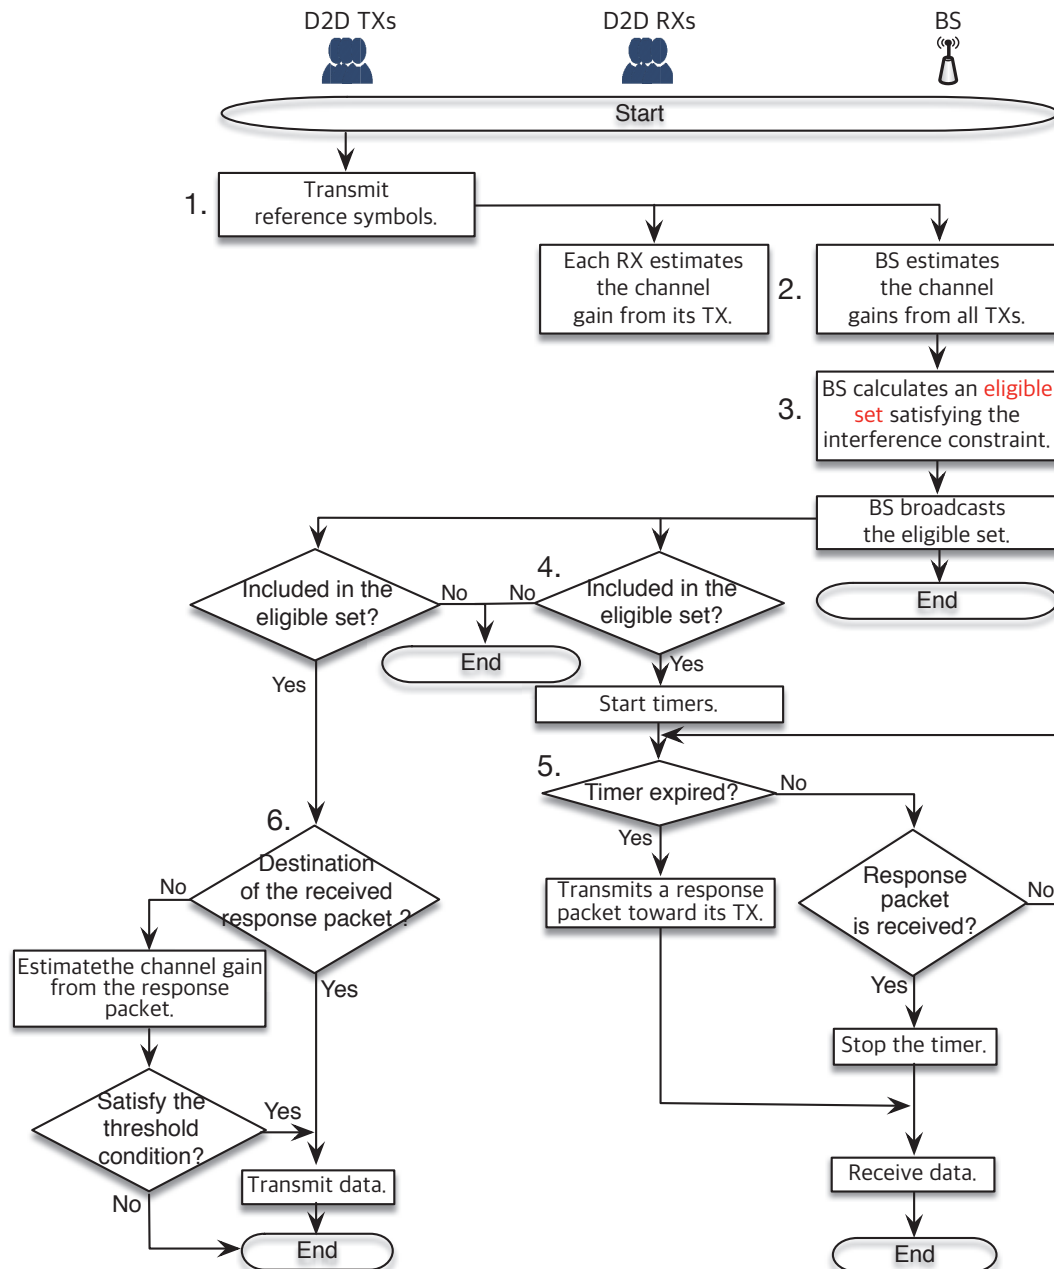 D2D TXs
D2D RXs
BS
Start
1.
Transmit
reference symbols.
Each RX estimates
the channel
gain from its TX.
2.
BS estimates
the channel
gains from all TXs.
3.
BS calculates an eligible
set satisfying the
interference constraint.
BS broadcasts
the eligible set.
End
Included in the
eligible set?
No
Yes
4.
Included in the
eligible set?
No
Yes
End
Start timers.
5.
Timer expired?
No
Yes
Transmits a response
packet toward its TX.
Response
packet
is received?
No
Yes
Stop the timer.
Receive data.
End
6.
Destination
of the received
response packet ?
No
Yes
Estimatethe channel gain
from the response
packet.
Satisfy the
threshold
condition?
Yes
No
Transmit data.
End